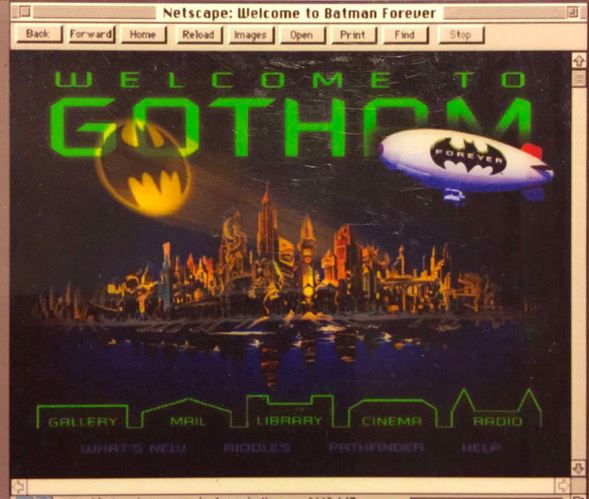 Netscape: Welcome to Batman Forever
Back Forward Home Reload Images Open Print Find Stop
WELCOME TO
GOTHAM
FOREVER
GALLERY MAIL LIBRARY CINEMA RADIO
WHAT'S NEW RIDDLES PATHFINDER HELP